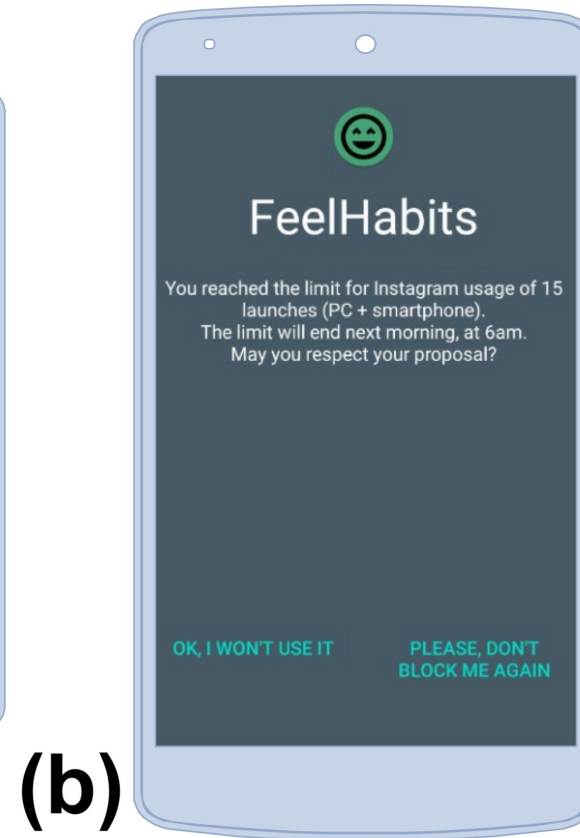 FeelHabits
You reached the limit for Instagram usage of 15
launches (PC + smartphone).
The limit will end next morning, at 6am.
May you respect your proposal?
OK, I WON'T USE IT
PLEASE, DON'T
BLOCK ME AGAIN
(b)